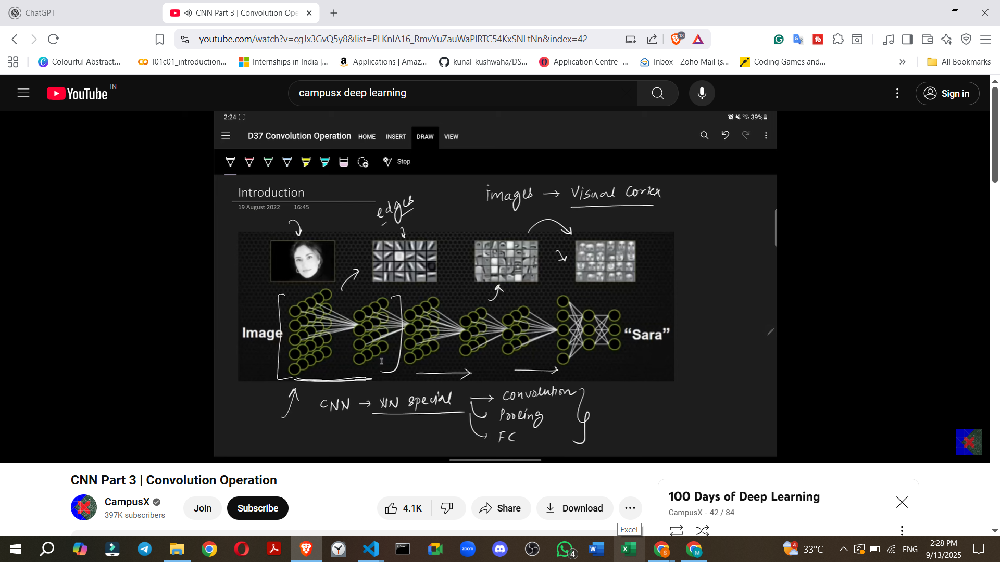 ChatGPT
CNN Part 3 | Convolution Ope
youtube.com/watch?v=cgJx3GvQ5y8&list=PLKnIA16_RmvYuZauWaPlRTC54KxSNLtNn&index=42
18
Colourful Abstract...
l01c01_introduction...
Internships in India |...
Applications | Amaz...
kunal-kushwaha/DS...
Application Centre -...
Inbox - Zoho Mail (s...
Coding Games and...
All Bookmarks
YouTube IN
campusx deep learning
Sign in
2:24
39%
D37 Convolution Operation
HOME
INSERT
DRAW
VIEW
Stop
Introduction
19 August 2022 16:45
edges
images → Visual Cortex
Image
“Sara”
CNN → NN special → Convolution
Pooling
FC
CNN Part 3 | Convolution Operation
CampusX
397K subscribers
Join
Subscribe
4.1K
Share
Download
Excel
100 Days of Deep Learning
CampusX - 42 / 84
zoom
4
4
33°C
ENG
2:28 PM
9/13/2025